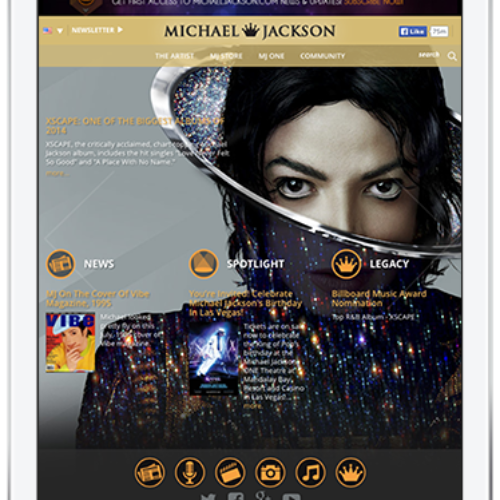 GET FIRST ACCESS TO MICHAELJACKSON.COM NEWS & UPDATES! SUBSCRIBE NOW!
NEWSLETTER
MICHAEL JACKSON
Like
75m
THE ARTIST
MJ STORE
MJ ONE
COMMUNITY
search
XSCAPE: ONE OF THE BIGGEST ALBUMS OF
2014
XSCAPE, the critically acclaimed, chart-topping Michael
Jackson album, includes the hit singles "Love Never Felt
So Good" and "A Place With No Name."
more...
NEWS
MJ On The Cover Of Vibe
Magazine, 1995
VIBE
Michael looked
pretty fly on this
Vibe magazine
SPOTLIGHT
You're Invited! Celebrate
Michael Jackson's Birthday
In Las Vegas!
Tickets are on sale
now to celebrate
the King of Pop's
birthday at the
Michael Jackson
ONE Theatre at
Mandalay Bay
Resort and Casino
in Las Vegas!...
more.
LEGACY
Billboard Music Award
Nomination
Top R&B Album - 'XSCAPE'